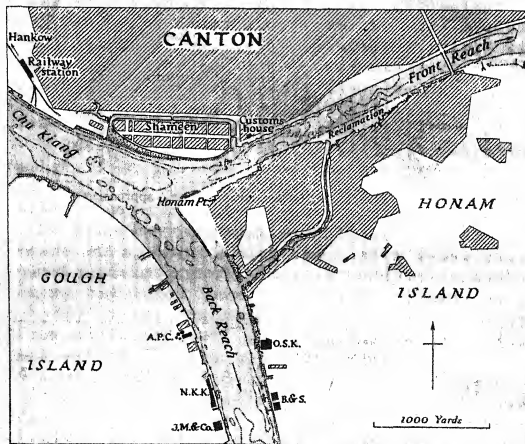 CANTON
Hankow
Railway
station
Front Reach
Customs
house
Shameen
Reclamation
Chu Kiang
Honam Pt.
HONAM
GOUGH
ISLAND
Back Reach
A.P.C.
O.S.K.
ISLAND
N.K.K.
B.& S.
J.M.& Co.
1000 Yards